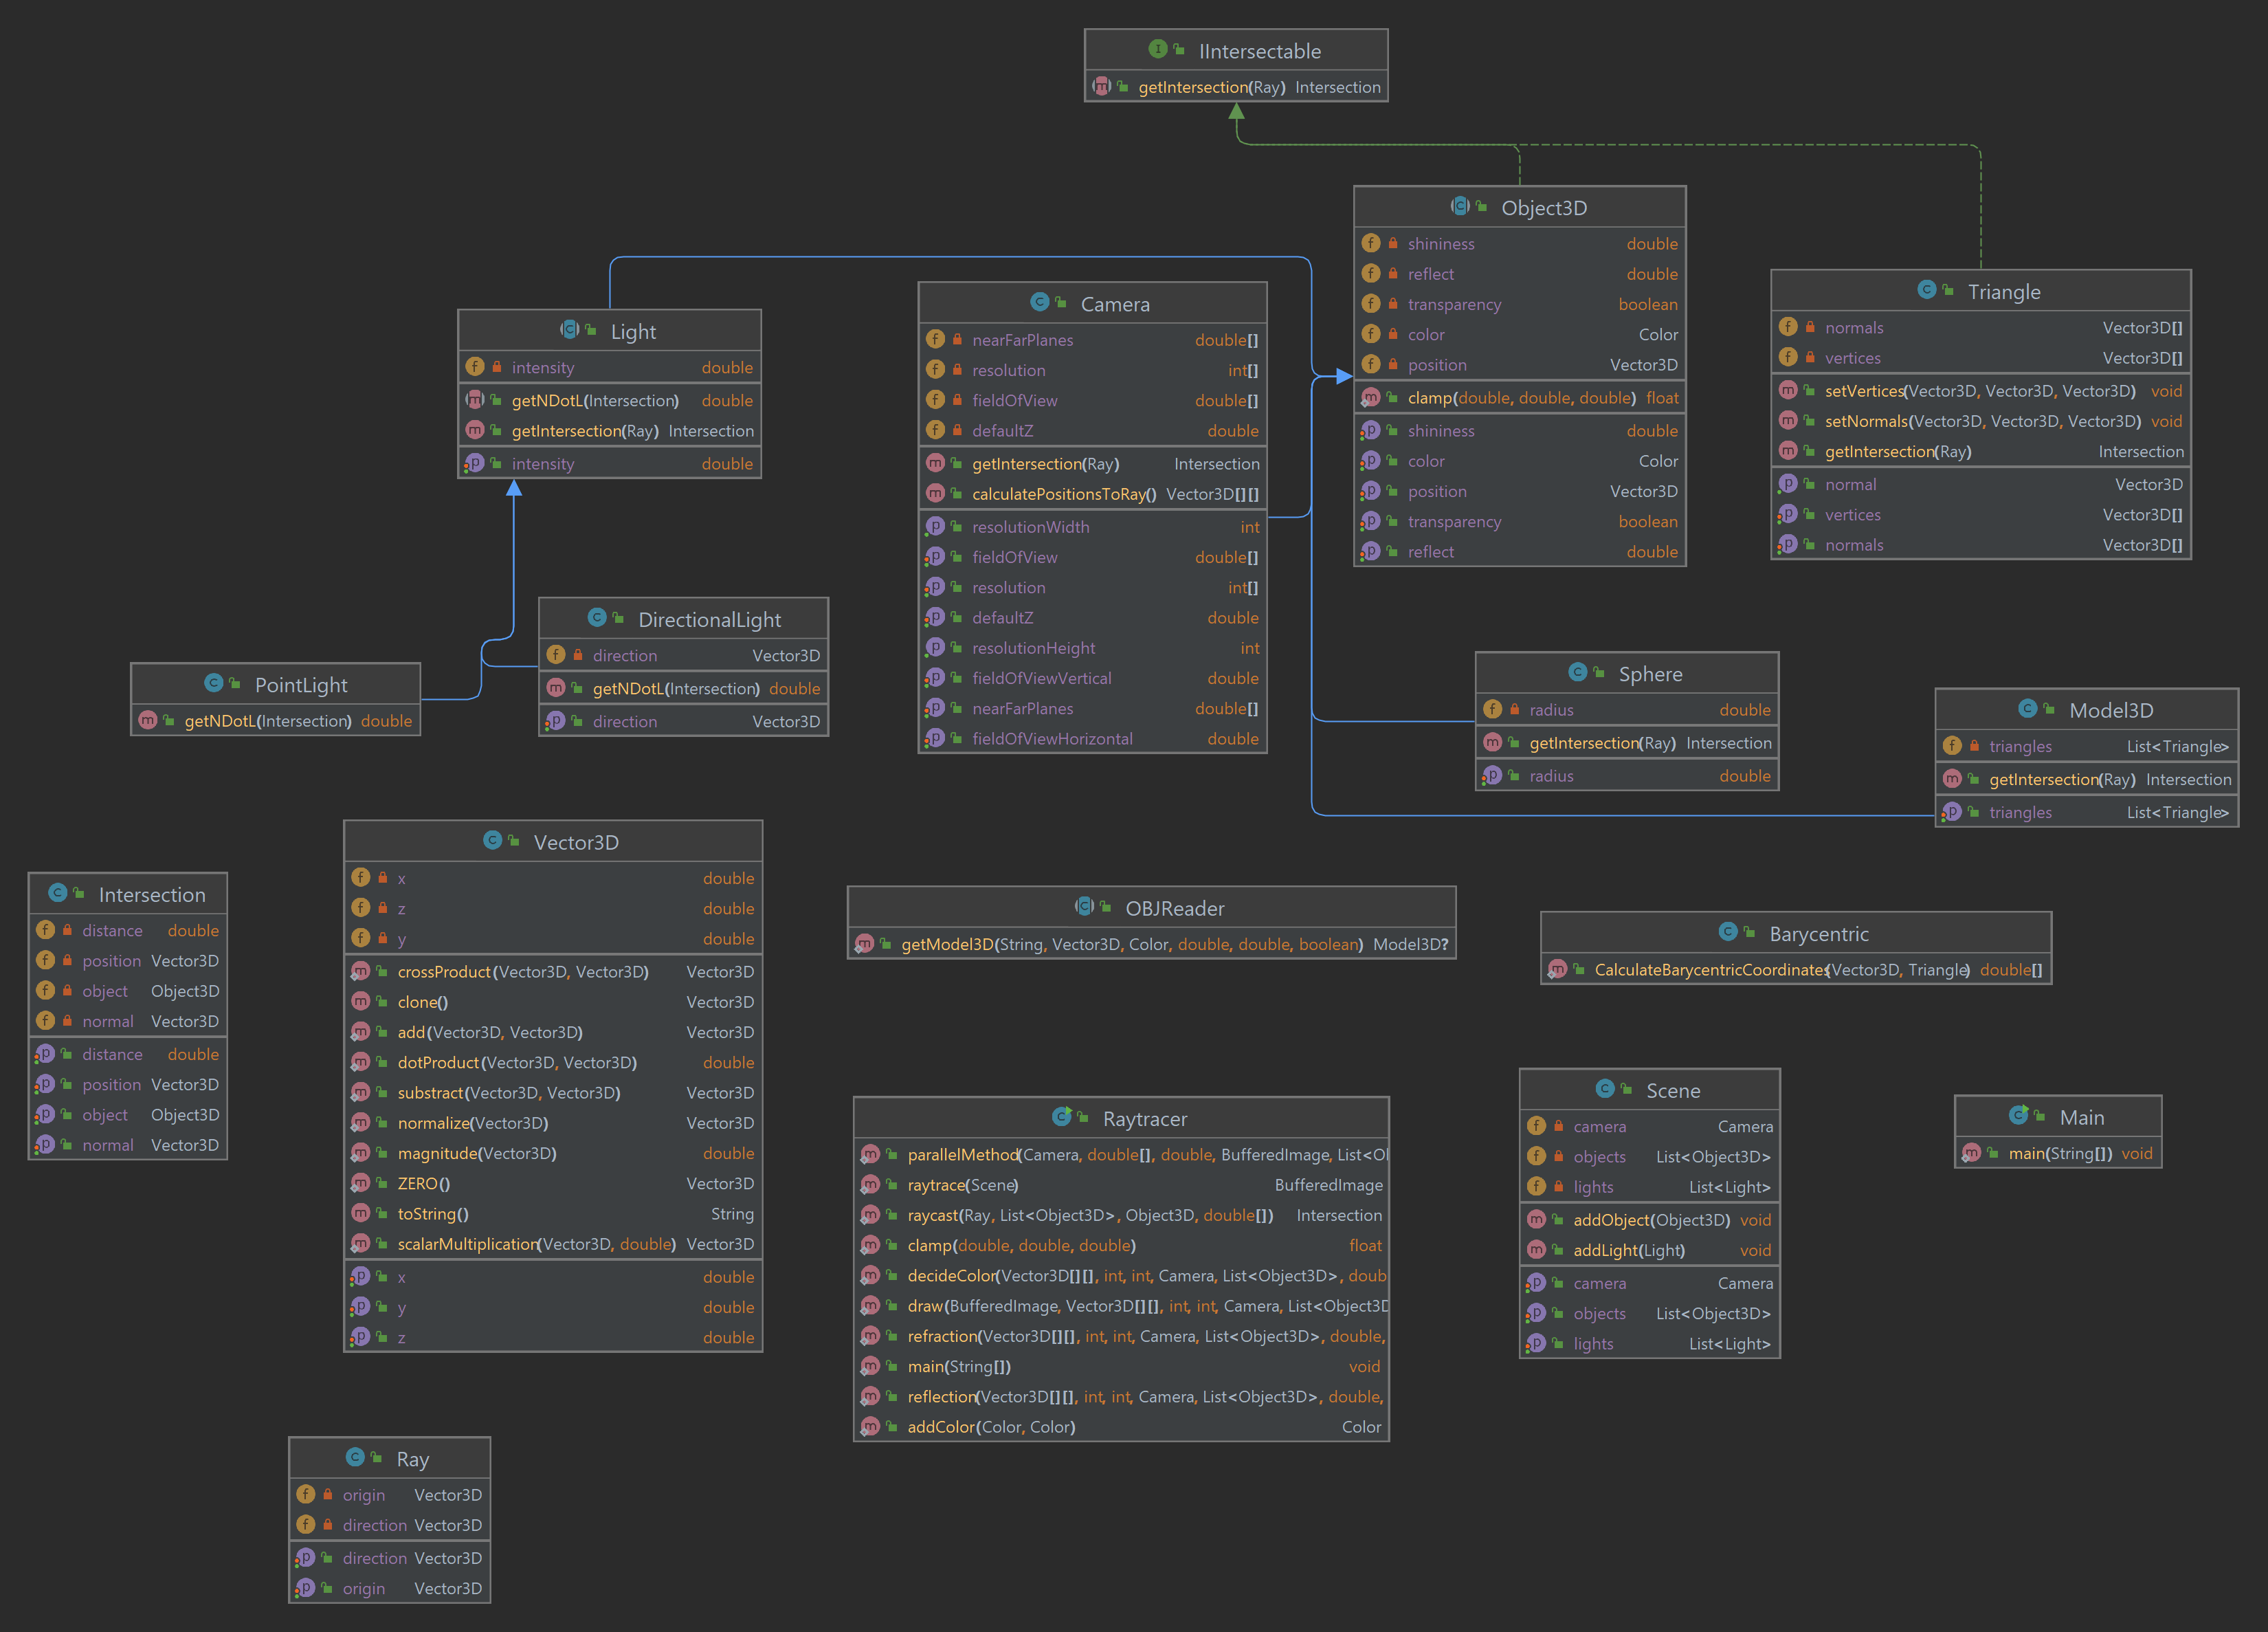 IIntersectable
getIntersection(Ray) Intersection
Object3D
shininess double
reflect double
transparency boolean
color Color
position Vector3D
clamp(double, double, double) float
shininess double
color Color
position Vector3D
transparency boolean
reflect double
Triangle
normals Vector3D[]
vertices Vector3D[]
setVertices(Vector3D, Vector3D, Vector3D) void
setNormals(Vector3D, Vector3D, Vector3D) void
getIntersection(Ray) Intersection
normal Vector3D
vertices Vector3D[]
normals Vector3D[]
Light
intensity double
getNDotL(Intersection) double
getIntersection(Ray) Intersection
intensity double
Camera
nearFarPlanes double[]
resolution int[]
fieldOfView double[]
defaultZ double
getIntersection(Ray) Intersection
calculatePositionsToRay() Vector3D[][]
resolutionWidth int
fieldOfView double[]
resolution int[]
defaultZ double
resolutionHeight int
fieldOfViewVertical double
nearFarPlanes double[]
fieldOfViewHorizontal double
DirectionalLight
direction Vector3D
getNDotL(Intersection) double
direction Vector3D
PointLight
getNDotL(Intersection) double
Sphere
radius double
getIntersection(Ray) Intersection
radius double
Model3D
triangles List<Triangle>
getIntersection(Ray) Intersection
triangles List<Triangle>
Vector3D
x double
z double
y double
crossProduct(Vector3D, Vector3D) Vector3D
clone() Vector3D
add(Vector3D, Vector3D) Vector3D
dotProduct(Vector3D, Vector3D) double
substract(Vector3D, Vector3D) Vector3D
normalize(Vector3D) Vector3D
magnitude(Vector3D) double
ZERO() Vector3D
toString() String
scalarMultiplication(Vector3D, double) Vector3D
x double
y double
z double
Intersection
distance double
position Vector3D
object Object3D
normal Vector3D
distance double
position Vector3D
object Object3D
normal Vector3D
OBJReader
getModel3D(String, Vector3D, Color, double, double, boolean) Model3D?
Barycentric
CalculateBarycentricCoordinates(Vector3D, Triangle) double[]
Raytracer
parallelMethod(Camera, double[], double, BufferedImage, List<O
raytrace(Scene) BufferedImage
raycast(Ray, List<Object3D>, Object3D, double[]) Intersection
clamp(double, double, double) float
decideColor(Vector3D[][], int, int, Camera, List<Object3D>, doub
draw(BufferedImage, Vector3D[][], int, int, Camera, List<Object3D
refraction(Vector3D[][], int, int, Camera, List<Object3D>, double,
main(String[]) void
reflection(Vector3D[][], int, int, Camera, List<Object3D>, double,
addColor(Color, Color) Color
Scene
camera Camera
objects List<Object3D>
lights List<Light>
addObject(Object3D) void
addLight(Light) void
camera Camera
objects List<Object3D>
lights List<Light>
Main
main(String[]) void
Ray
origin Vector3D
direction Vector3D
direction Vector3D
origin Vector3D